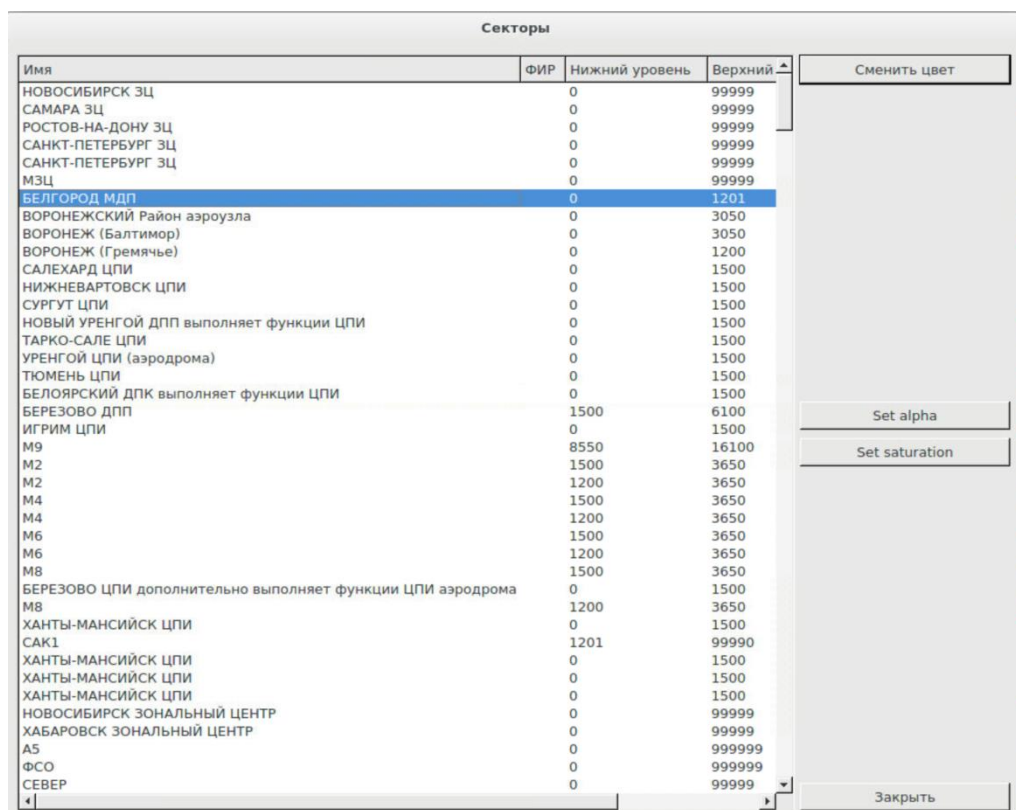 Секторы
Имя ФИР Нижний уровень Верхний
НОВОСИБИРСК ЗЦ 0 99999
САМАРА ЗЦ 0 99999
РОСТОВ-НА-ДОНУ ЗЦ 0 99999
САНКТ-ПЕТЕРБУРГ ЗЦ 0 99999
САНКТ-ПЕТЕРБУРГ ЗЦ 0 99999
МЗЦ 0 99999
БЕЛГОРОД МДП 0 1201
ВОРОНЕЖСКИЙ Район аэроузла 0 3050
ВОРОНЕЖ (Балтимор) 0 3050
ВОРОНЕЖ (Гремячье) 0 1200
САЛЕХАРД ЦПИ 0 1500
НИЖНЕВАРТОВСК ЦПИ 0 1500
СУРГУТ ЦПИ 0 1500
НОВЫЙ УРЕНГОЙ ДПП выполняет функции ЦПИ 0 1500
ТАРКО-САЛЕ ЦПИ 0 1500
УРЕНГОЙ ЦПИ (аэродрома) 0 1500
ТЮМЕНЬ ЦПИ 0 1500
БЕЛОЯРСКИЙ ДПК выполняет функции ЦПИ 0 1500
БЕРЕЗОВО ДПП 1500 6100
ИГРИМ ЦПИ 0 1500
М9 8550 16100
М2 1500 3650
М2 1200 3650
М4 1500 3650
М4 1200 3650
М6 1500 3650
М6 1200 3650
М8 1500 3650
БЕРЕЗОВО ЦПИ дополнительно выполняет функции ЦПИ аэродрома 0 1500
М8 1200 3650
ХАНТЫ-МАНСИЙСК ЦПИ 0 1500
САК1 1201 99990
ХАНТЫ-МАНСИЙСК ЦПИ 0 1500
ХАНТЫ-МАНСИЙСК ЦПИ 0 1500
ХАНТЫ-МАНСИЙСК ЦПИ 0 1500
НОВОСИБИРСК ЗОНАЛЬНЫЙ ЦЕНТР 0 99999
ХАБАРОВСК ЗОНАЛЬНЫЙ ЦЕНТР 0 99999
А5 0 999999
ФСО 0 999999
СЕВЕР 0 99999
Сменить цвет
Set alpha
Set saturation
Закрыть